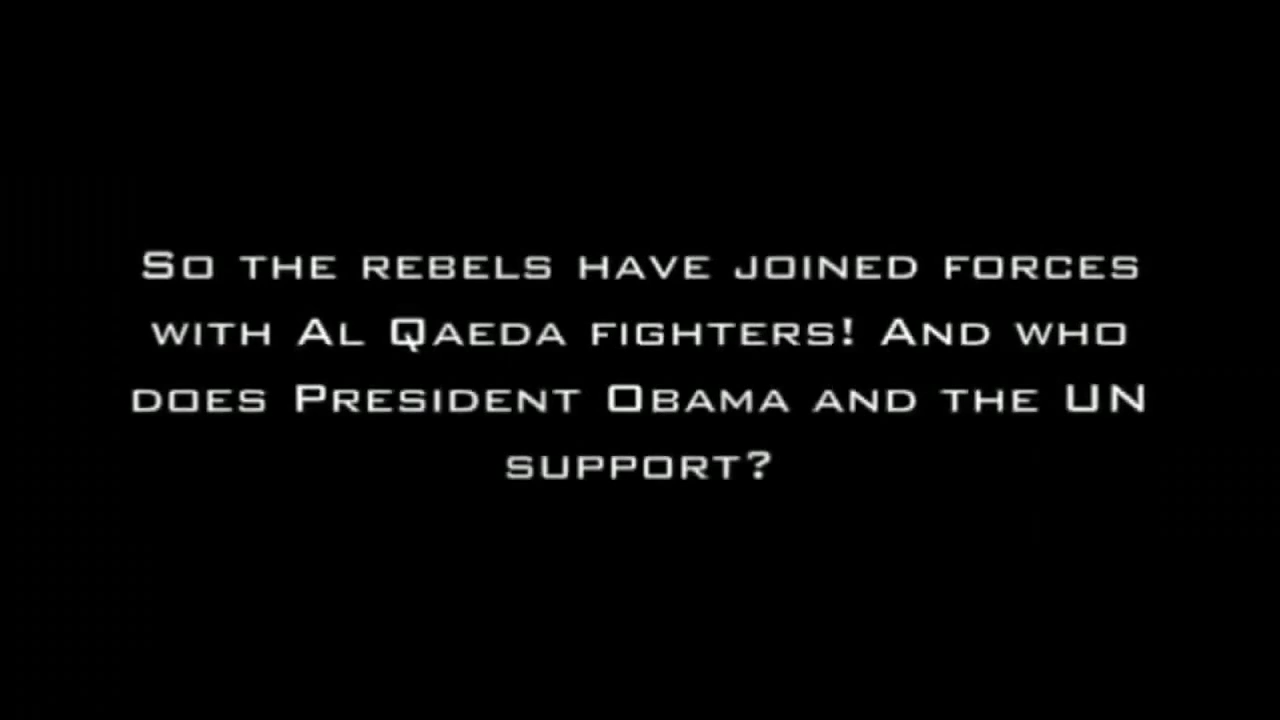 So the rebels have joined forces
with Al Qaeda fighters! And who
does President Obama and the UN
support?